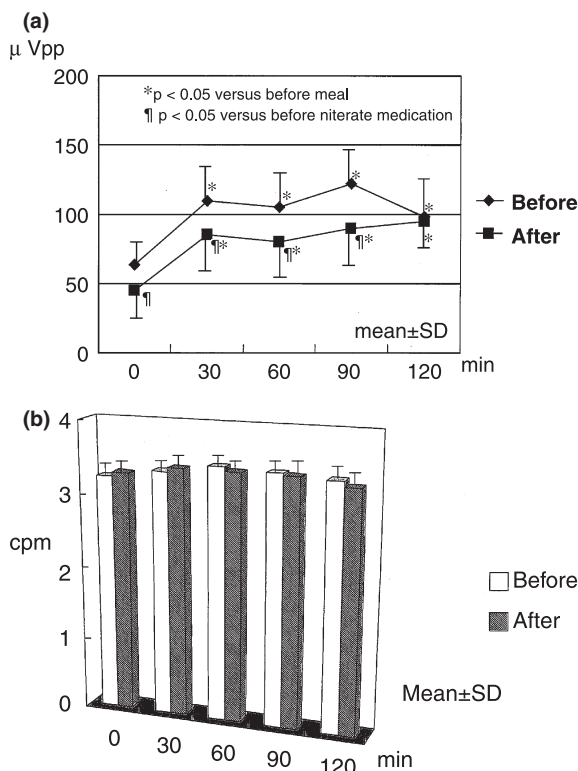 (a)
μ Vpp
200
*p < 0.05 versus before meal
¶ p < 0.05 versus before niterate medication
150
* * * *
100
Before
After
¶* ¶* ¶* *
50
¶
mean±SD
0
0 30 60 90 120 min
(b)
4
3
cpm
2
Before
1
After
0
Mean±SD
0 30 60 90 120 min